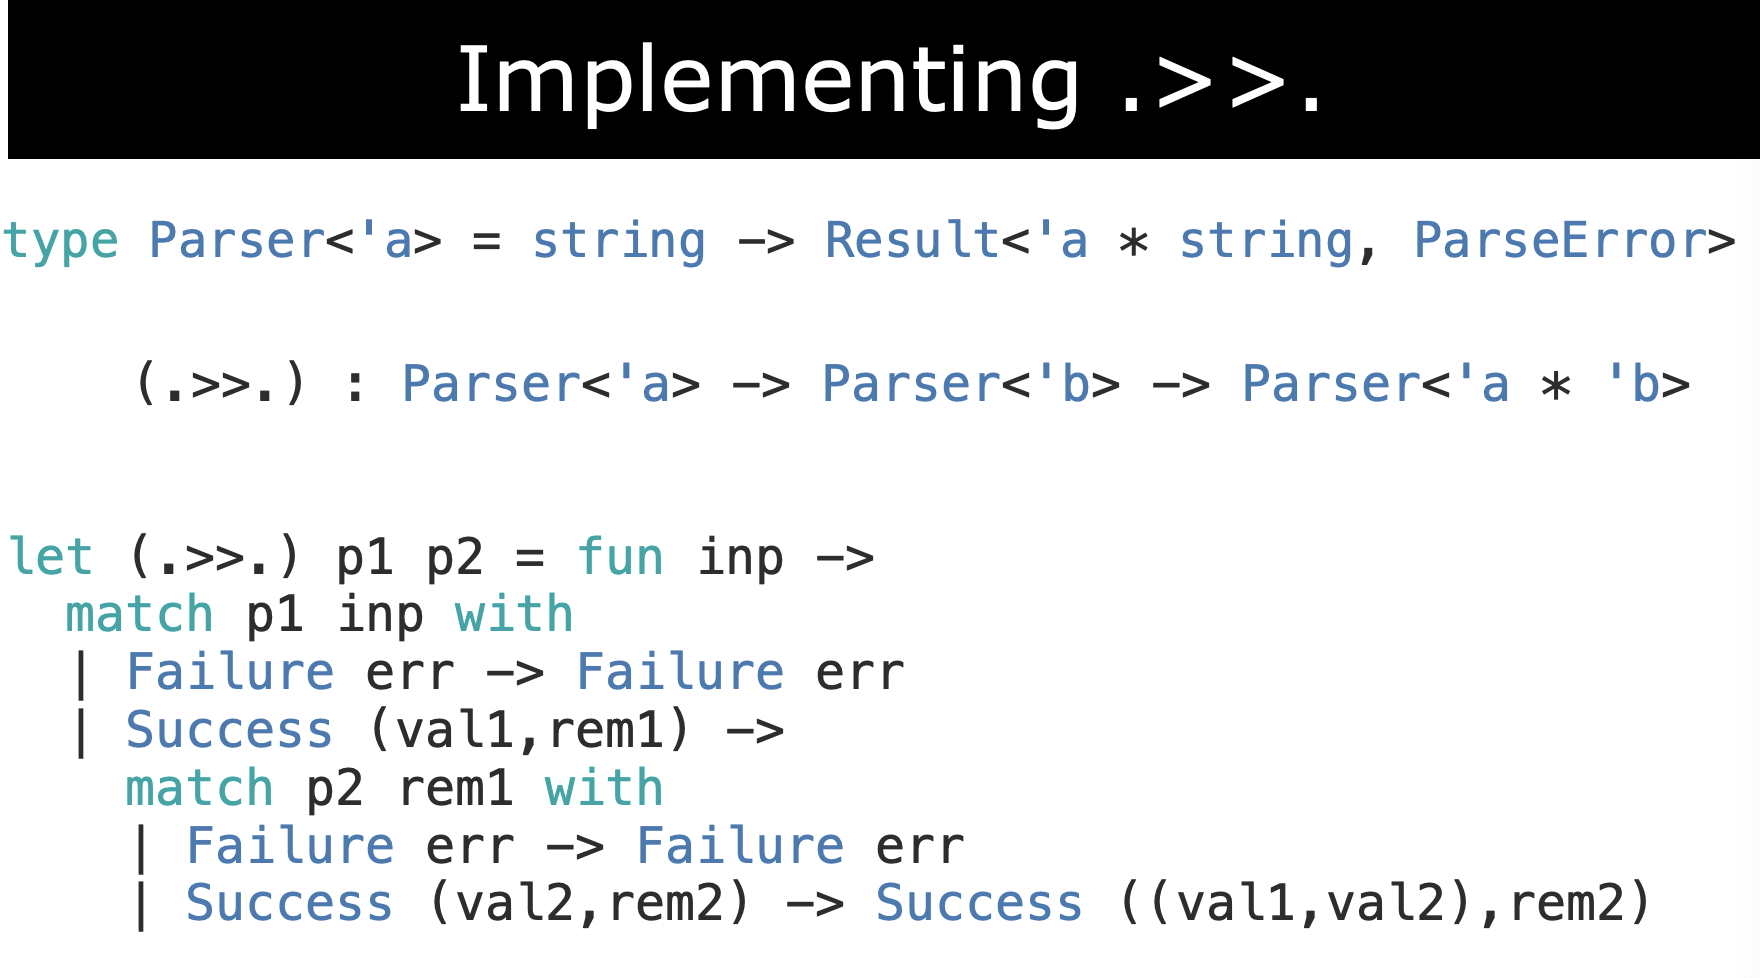 Implementing .>>.
type Parser<'a> = string -> Result<'a * string, ParseError>
(.>>.) : Parser<'a> -> Parser<'b> -> Parser<'a * 'b>
let (.>>.) p1 p2 = fun inp ->
match p1 inp with
| Failure err -> Failure err
| Success (val1,rem1) ->
match p2 rem1 with
| Failure err -> Failure err
| Success (val2,rem2) -> Success ((val1,val2),rem2)